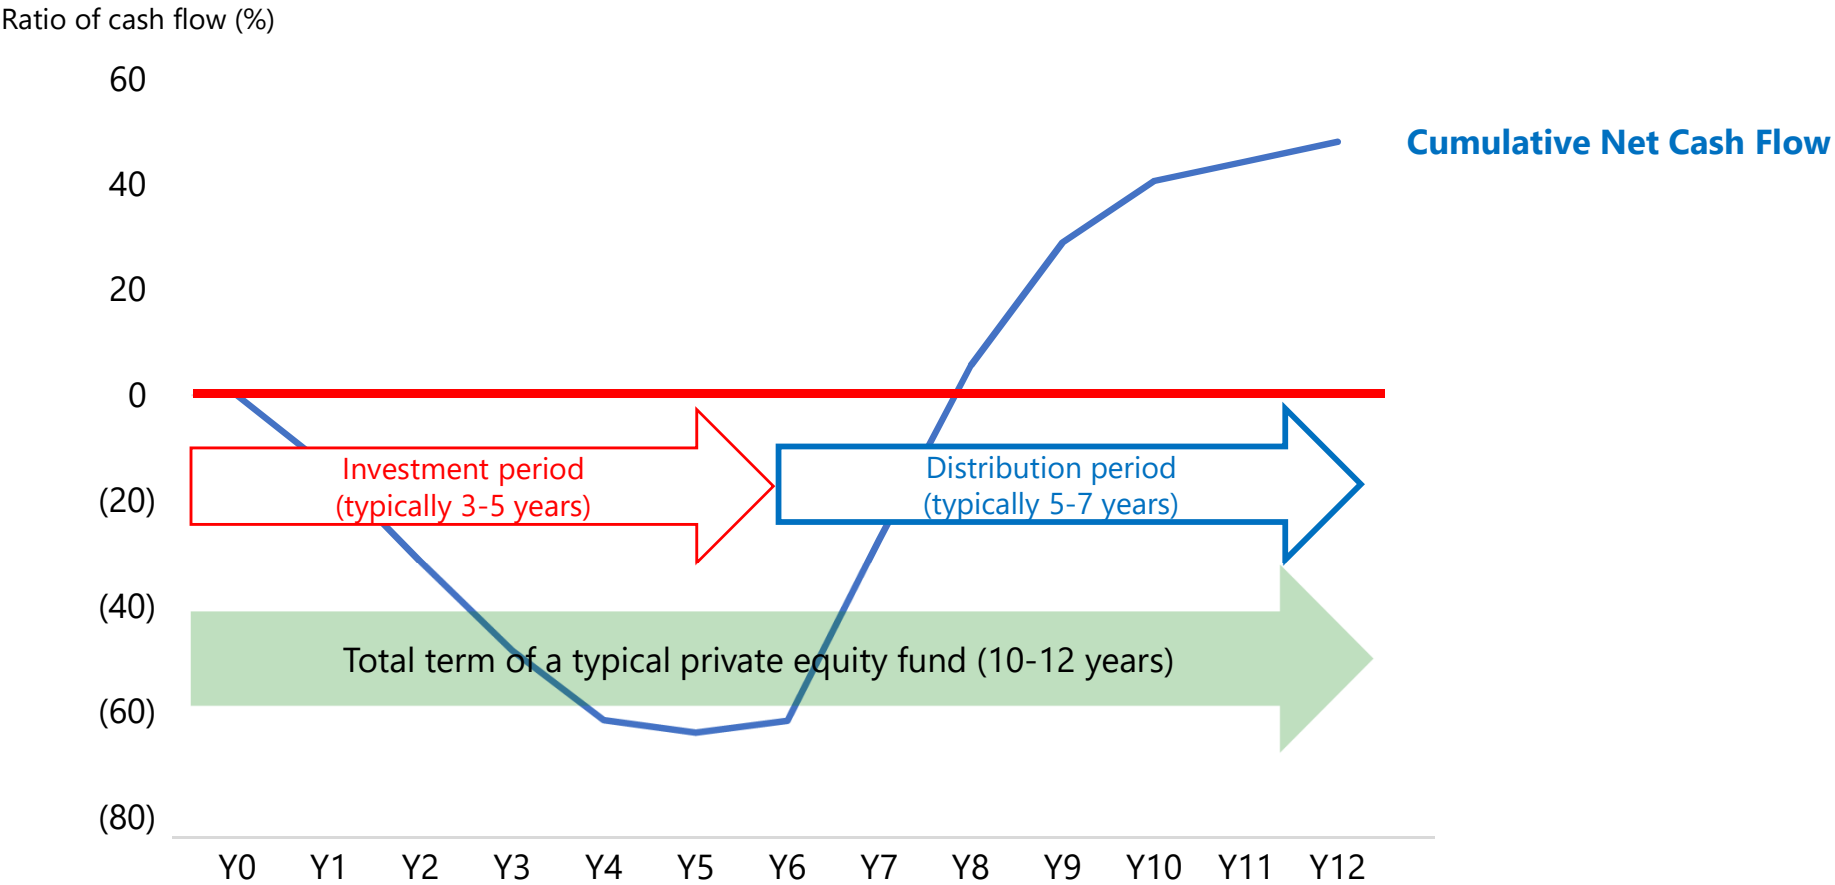 Ratio of cash flow (%)
60
40
20
0
(20)
(40)
(60)
(80)
Cumulative Net Cash Flow
Investment period
(typically 3-5 years)
Distribution period
(typically 5-7 years)
Total term of a typical private equity fund (10-12 years)
Y0 Y1 Y2 Y3 Y4 Y5 Y6 Y7 Y8 Y9 Y10 Y11 Y12